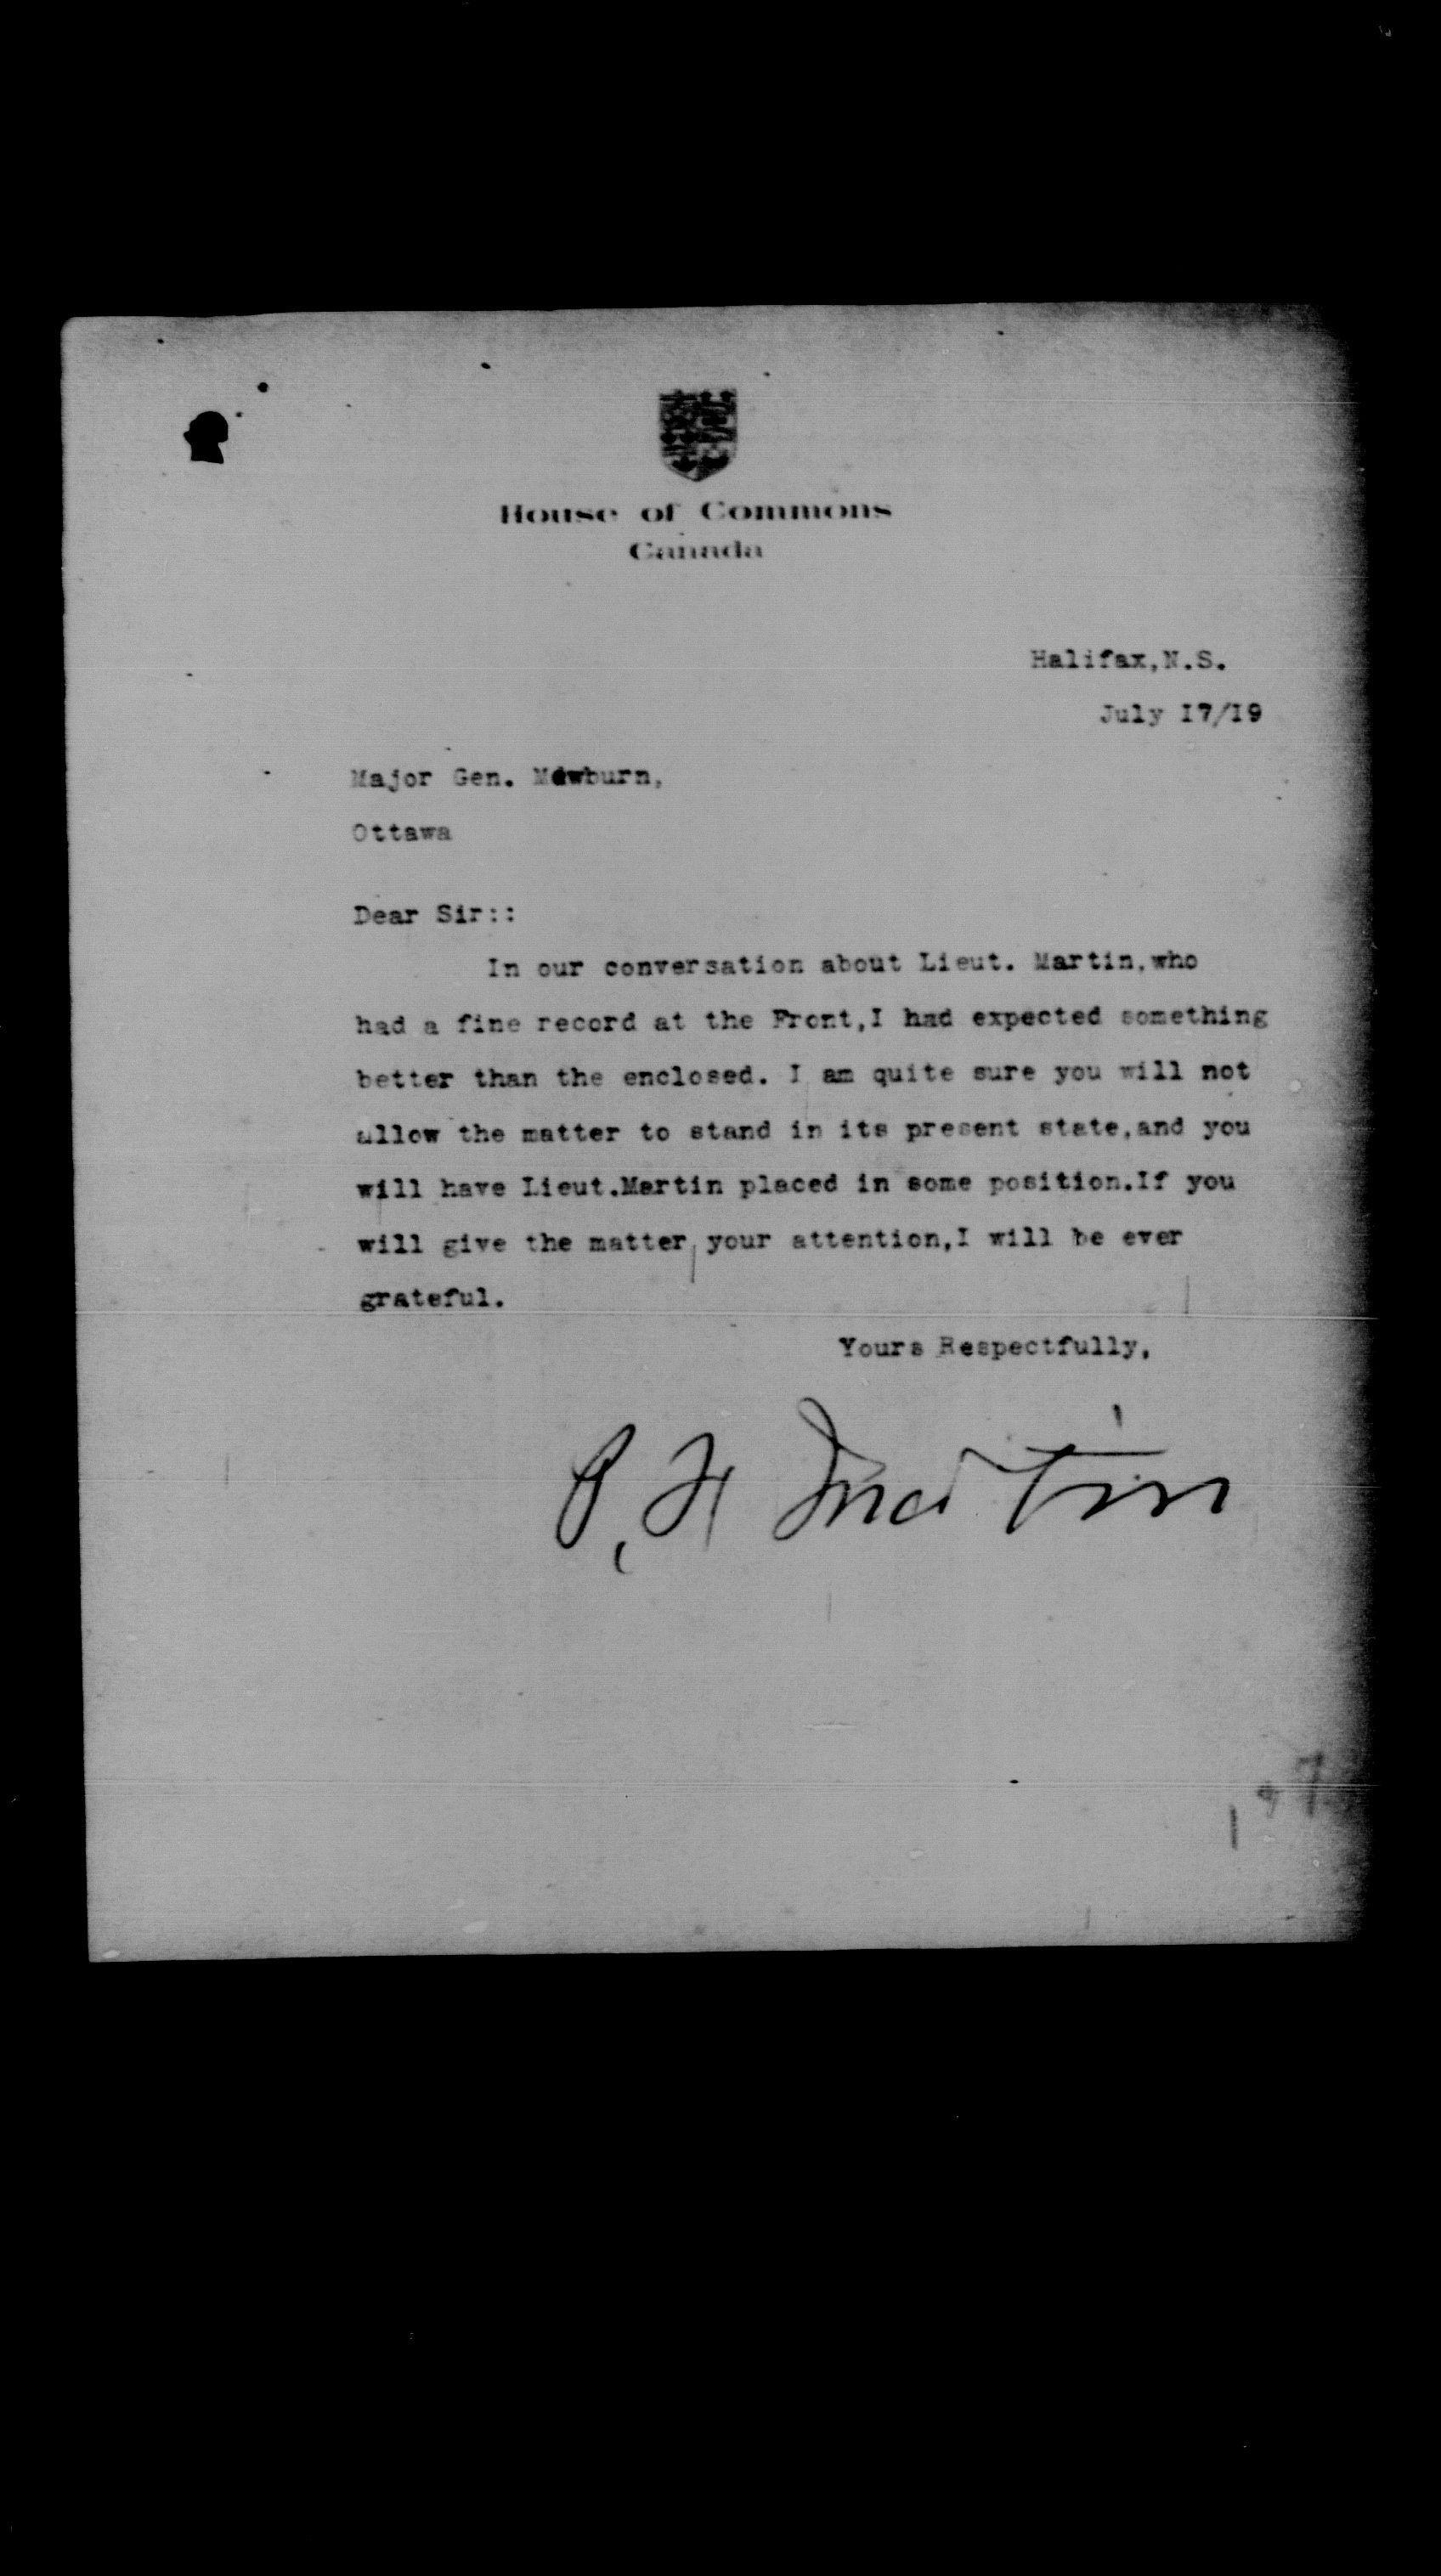 House of Commons
Canada
Halifax,N.S.
July I7/I9
Major Gen. Mewburn,
Ottawa
Dear Sir::
In our conversation about Lieut. Martin,who
had a fine record at the Front,I had expected something
better than the enclosed. I am quite sure you will not
allow the matter to stand in its present state,and you
will have Lieut.Martin placed in some position.If you
will give the matter your attention,I will be ever
grateful.
Yours Respectfully,
P. F Martin